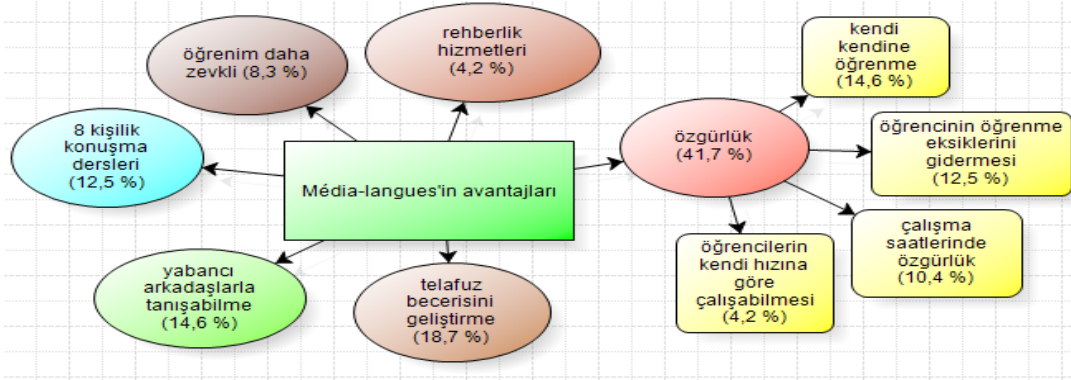 öğrenim daha
zevkli (8,3 %)
rehberlik
hizmetleri
(4,2 %)
kendi
kendine
öğrenme
(14,6 %)
8 kişilik
konuşma
dersleri
(12,5 %)
Média-langues'in avantajları
özgürlük
(41,7 %)
öğrencinin öğrenme
eksiklerini
gidermesi
(12,5 %)
yabancı
arkadaşlarla
tanışabilme
(14,6 %)
telafuz
becerisini
geliştirme
(18,7 %)
öğrencilerin
kendi hızına
göre
çalışabilmesi
(4,2 %)
çalışma
saatlerinde
özgürlük
(10,4 %)